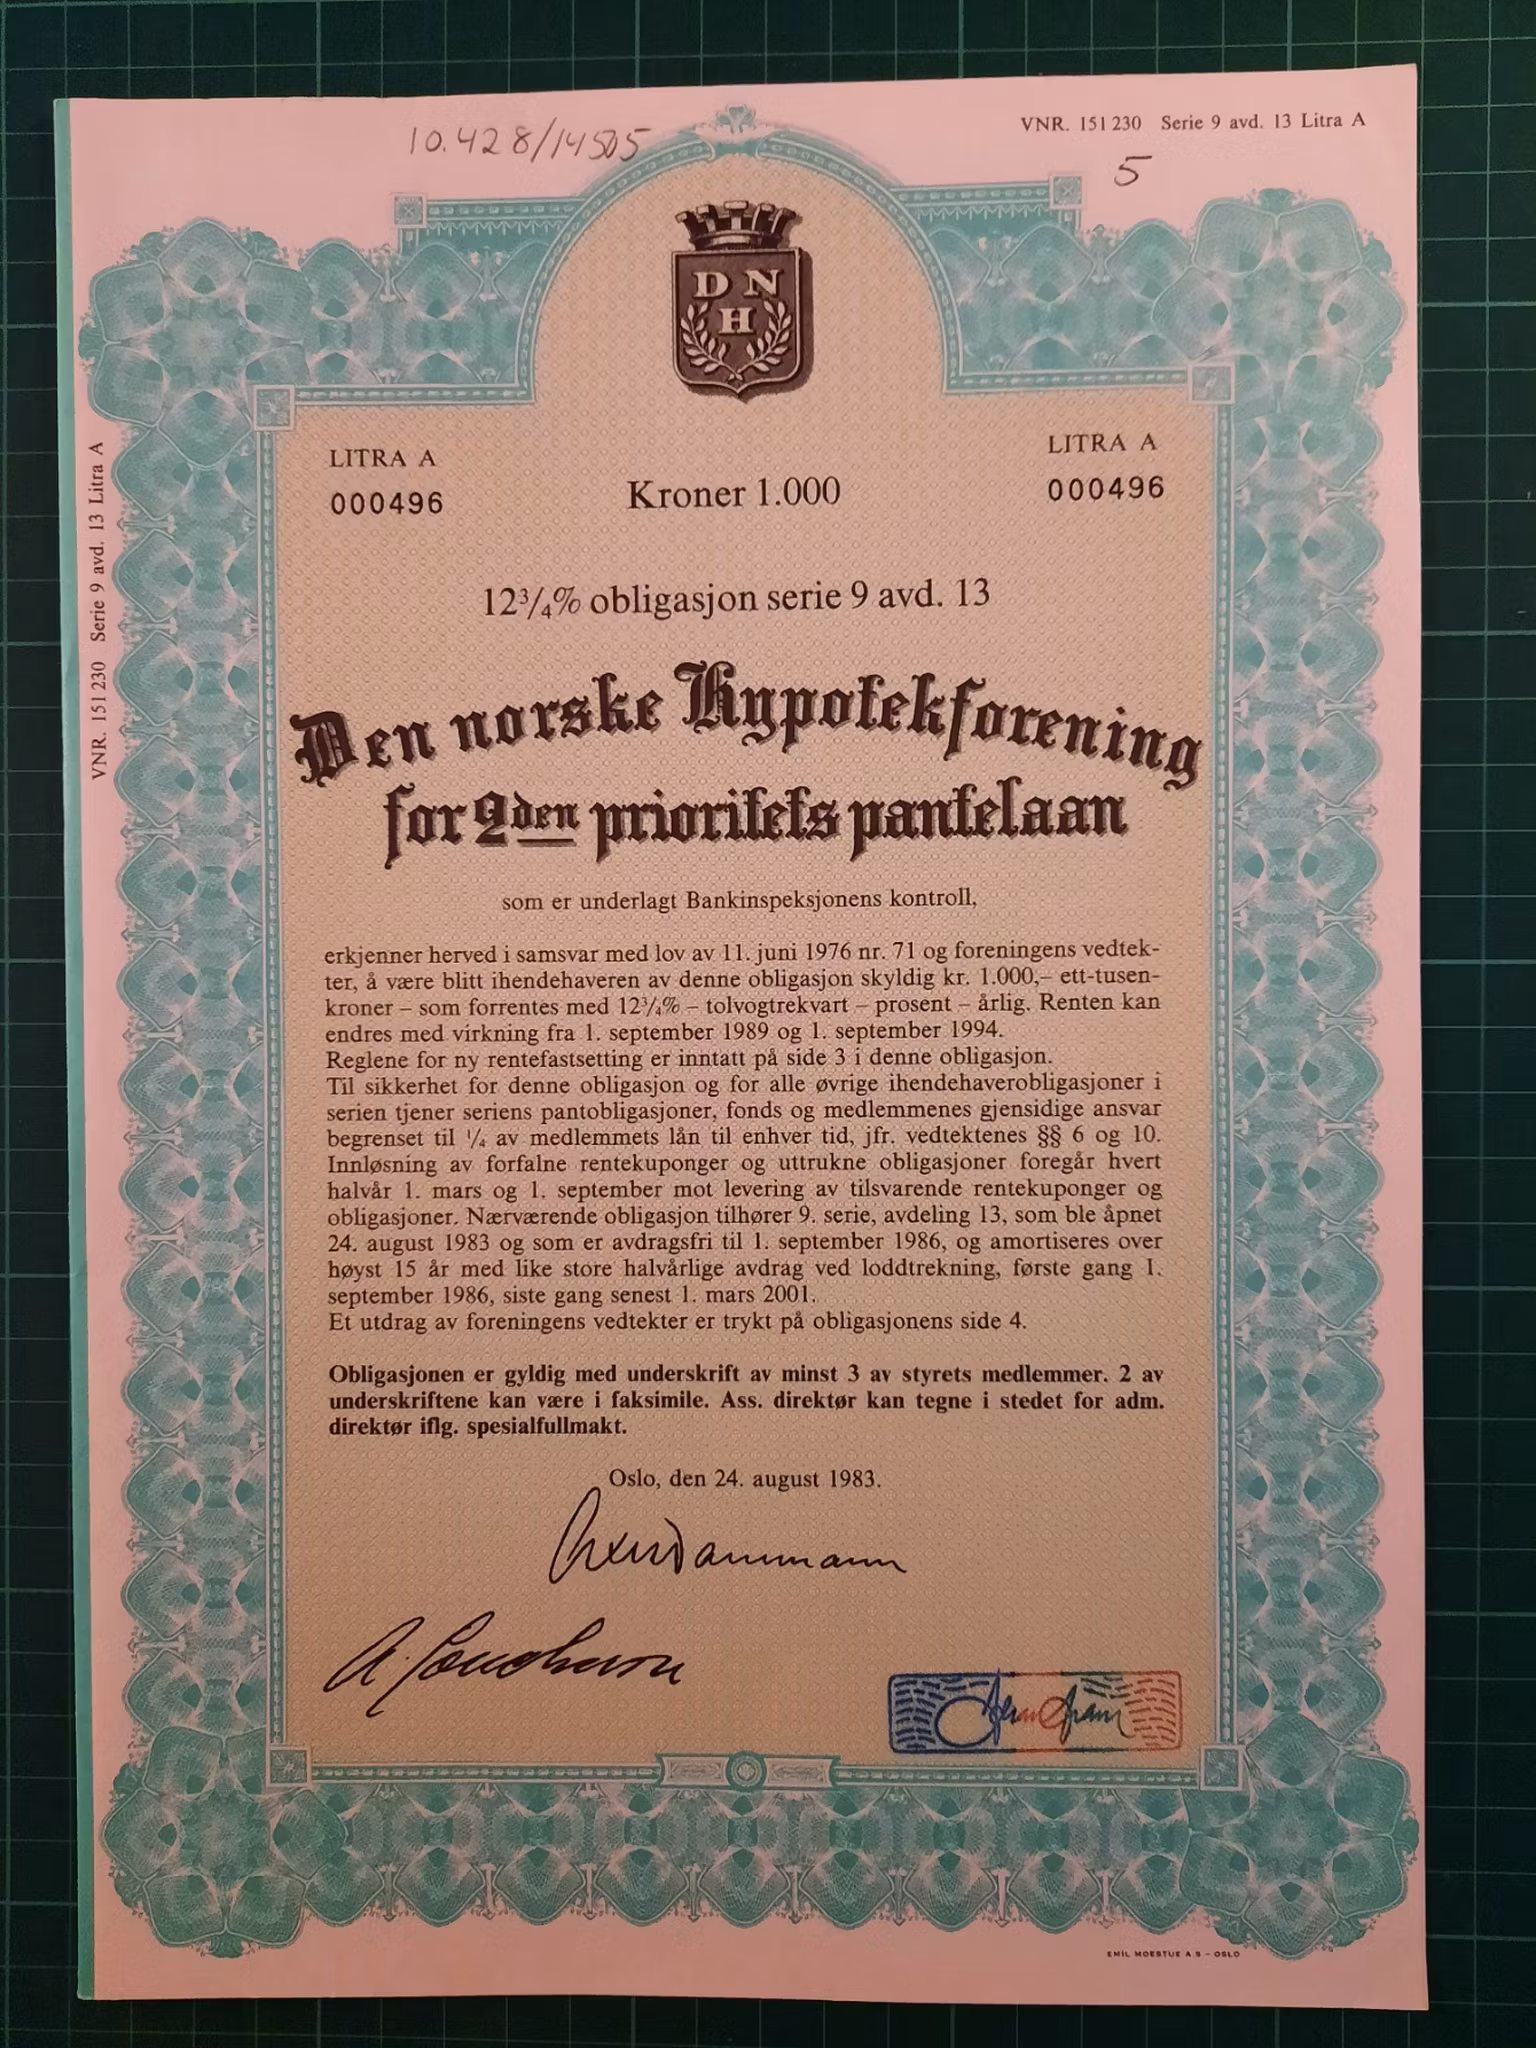 10.428/14505
VNR. 151 230 Serie 9 avd. 13 Litra A
5
D N
H
VNR. 151 230 Serie 9 avd. 13 Litra A
LITRA A
LITRA A
000496
Kroner 1.000
000496
12¾% obligasjon serie 9 avd. 13
Den norske Hypotekforening
for 2den prioritets pantelaan
som er underlagt Bankinspeksjonens kontroll,
erkjenner herved i samsvar med lov av 11. juni 1976 nr. 71 og foreningens vedtek-
ter, å være blitt ihendehaveren av denne obligasjon skyldig kr. 1.000,– ett-tusen-
kroner – som forrentes med 12¾% – tolvogtrekvart – prosent – årlig. Renten kan
endres med virkning fra 1. september 1989 og 1. september 1994.
Reglene for ny rentefastsetting er inntatt på side 3 i denne obligasjon.
Til sikkerhet for denne obligasjon og for alle øvrige ihendehaverobligasjoner i
serien tjener seriens pantobligasjoner, fonds og medlemmenes gjensidige ansvar
begrenset til ¼ av medlemmets lån til enhver tid, jfr. vedtektenes §§ 6 og 10.
Innløsning av forfalne rentekuponger og uttrukne obligasjoner foregår hvert
halvår 1. mars og 1. september mot levering av tilsvarende rentekuponger og
obligasjoner. Nærværende obligasjon tilhører 9. serie, avdeling 13, som ble åpnet
24. august 1983 og som er avdragsfri til 1. september 1986, og amortiseres over
høyst 15 år med like store halvårlige avdrag ved loddtrekning, første gang 1.
september 1986, siste gang senest 1. mars 2001.
Et utdrag av foreningens vedtekter er trykt på obligasjonens side 4.
Obligasjonen er gyldig med underskrift av minst 3 av styrets medlemmer. 2 av
underskriftene kan være i faksimile. Ass. direktør kan tegne i stedet for adm.
direktør iflg. spesialfullmakt.
Oslo, den 24. august 1983.
EMIL MOESTUE A S – OSLO